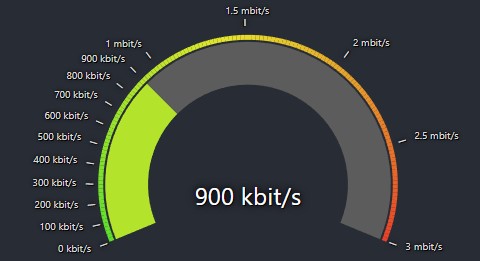 1.5 mbit/s
1 mbit/s
2 mbit/s
900 kbit/s
800 kbit/s
700 kbit/s
600 kbit/s
500 kbit/s
2.5 mbit/s
400 kbit/s
300 kbit/s
900 kbit/s
200 kbit/s
100 kbit/s
0 kbit/s
3 mbit/s